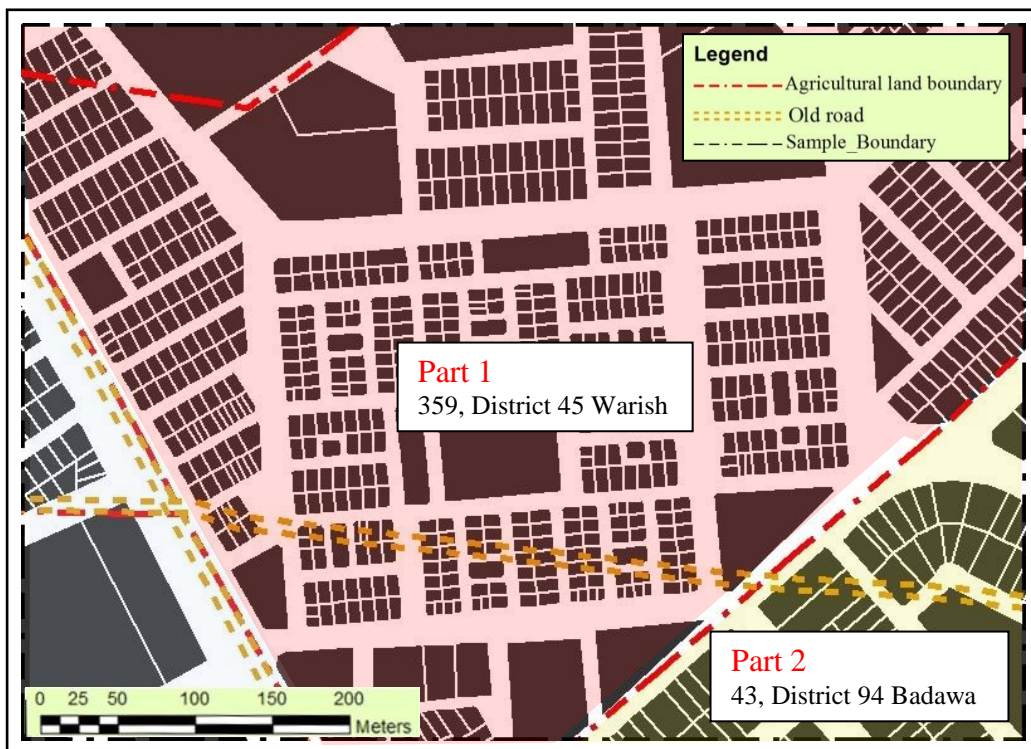 Legend
Agricultural land boundary
Old road
Sample_Boundary
Part 1
359, District 45 Warish
Part 2
43, District 94 Badawa
0 25 50 100 150 200
Meters